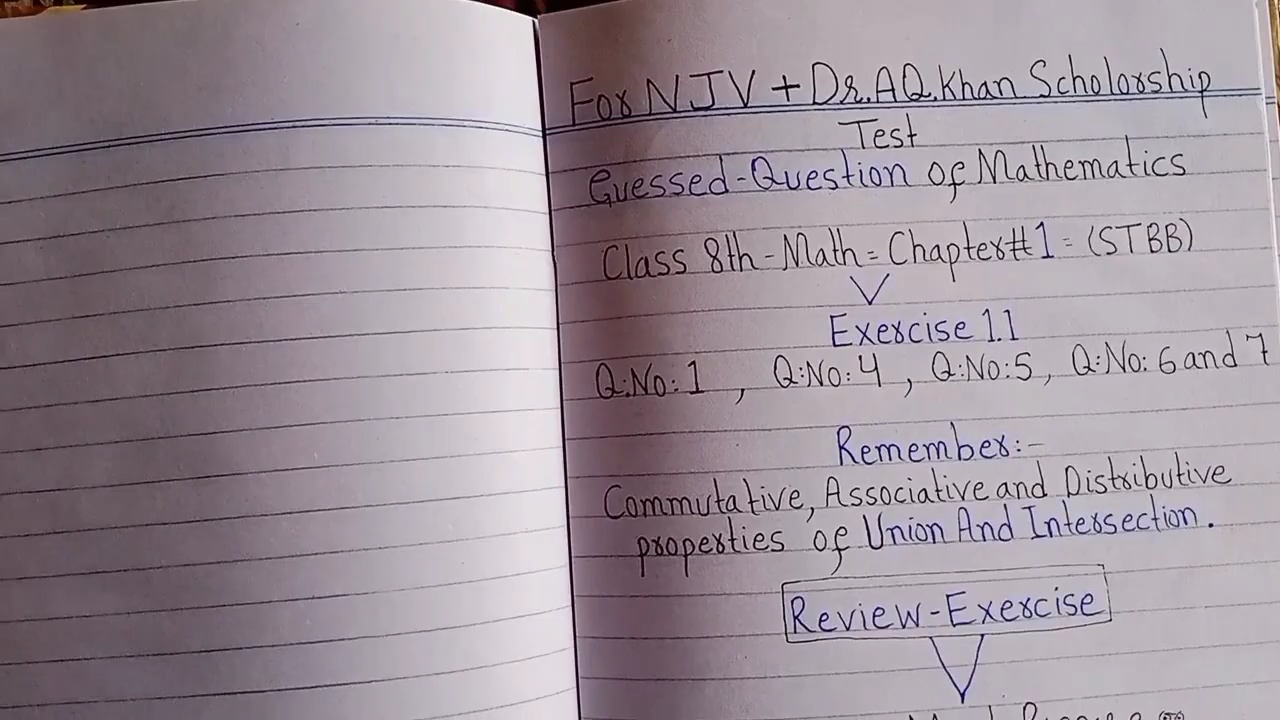 For NJV + Dr.AQ.Khan Scholorship
Test
Guessed-Question of Mathematics
Class 8th-Math=Chapter#1=(STBB)
Exercise 1.1
Q:No:1 , Q:No:4 , Q:No:5, Q:No:6 and 7
Remember:-
Commutative, Associative and Distributive
properties of Union And Intersection.
Review-Exercise